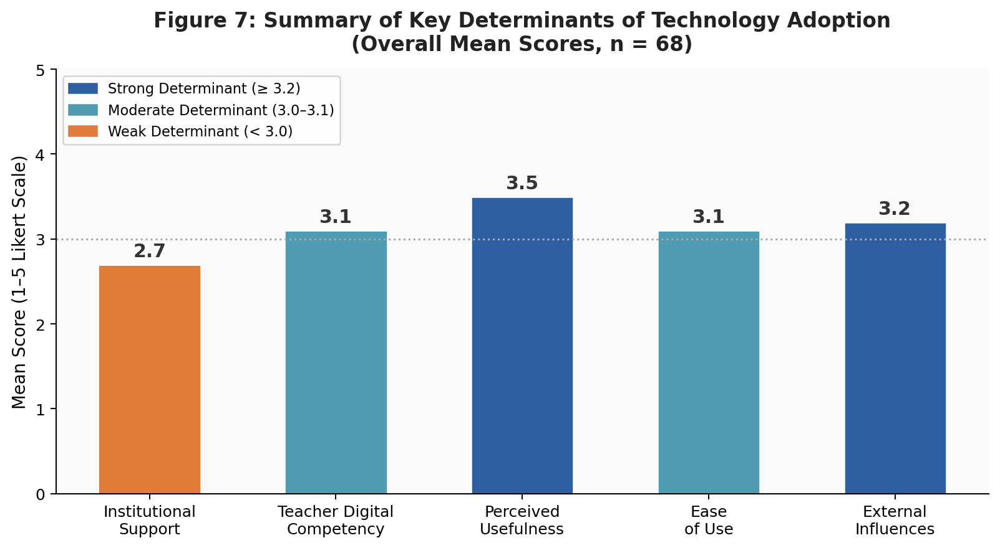 Figure 7: Summary of Key Determinants of Technology Adoption
(Overall Mean Scores, n = 68)
Mean Score (1–5 Likert Scale)
5
4
3
2
1
0
Strong Determinant (≥ 3.2)
Moderate Determinant (3.0–3.1)
Weak Determinant (< 3.0)
2.7
3.1
3.5
3.1
3.2
Institutional
Support
Teacher Digital
Competency
Perceived
Usefulness
Ease
of Use
External
Influences